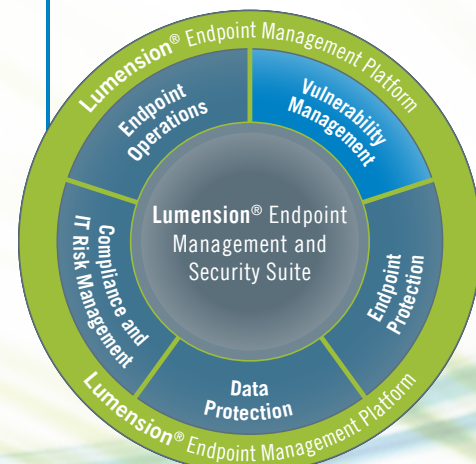 Lumension® Endpoint Management Platform
Endpoint
Operations
Vulnerability
Management
Lumension® Endpoint
Management and
Security Suite
Compliance and
IT Risk Management
Endpoint
Protection
Data
Protection
Lumension® Endpoint Management Platform